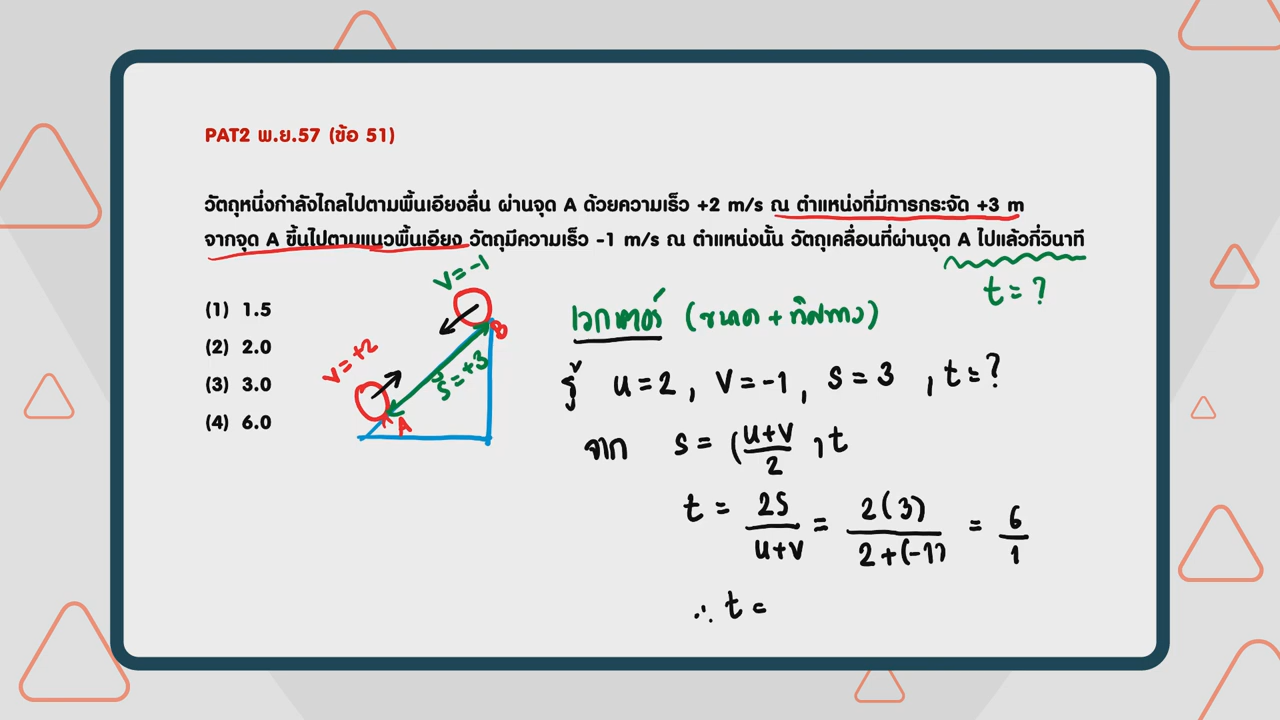 PAT2 พ.ย.57 (ข้อ 51)
วัตถุหนึ่งกำลังไถลไปตามพื้นเอียงลื่น ผ่านจุด A ด้วยความเร็ว +2 m/s ณ ตำแหน่งที่มีการกระจัด +3 m
จากจุด A ขึ้นไปตามแนวพื้นเอียง วัตถุมีความเร็ว -1 m/s ณ ตำแหน่งนั้น วัตถุเคลื่อนที่ผ่านจุด A ไปแล้วกี่วินาที
t = ?
(1) 1.5
(2) 2.0
(3) 3.0
(4) 6.0
V = -1
B
V = +2
S = +3
A
เวกเตอร์ (ขนาด + ทิศทาง)
รู้ u = 2 , V = -1 , S = 3 , t = ?
จาก S = (u+V/2) t
t = 2S/u+V = 2(3)/2+(-1) = 6/1
∴ t =